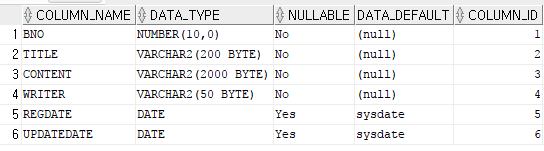 COLUMN_NAME DATA_TYPE NULLABLE DATA_DEFAULT COLUMN_ID
1 BNO NUMBER(10,0) No (null) 1
2 TITLE VARCHAR2(200 BYTE) No (null) 2
3 CONTENT VARCHAR2(2000 BYTE) No (null) 3
4 WRITER VARCHAR2(50 BYTE) No (null) 4
5 REGDATE DATE Yes sysdate 5
6 UPDATEDATE DATE Yes sysdate 6